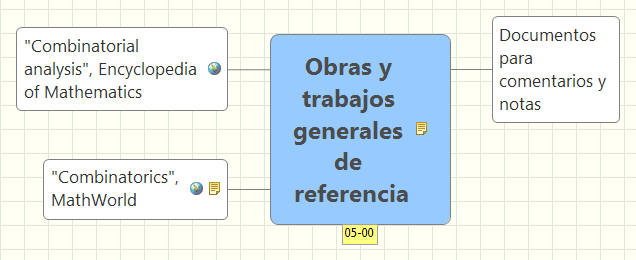 "Combinatorial
analysis", Encyclopedia
of Mathematics
"Combinatorics",
MathWorld
Obras y
trabajos
generales
de
referencia
05-00
Documentos
para
comentarios y
notas